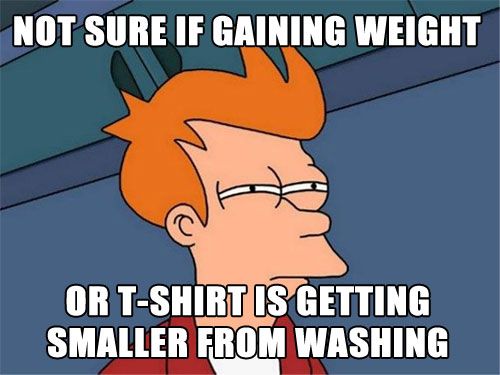 NOT SURE IF GAINING WEIGHT
OR T-SHIRT IS GETTING
SMALLER FROM WASHING